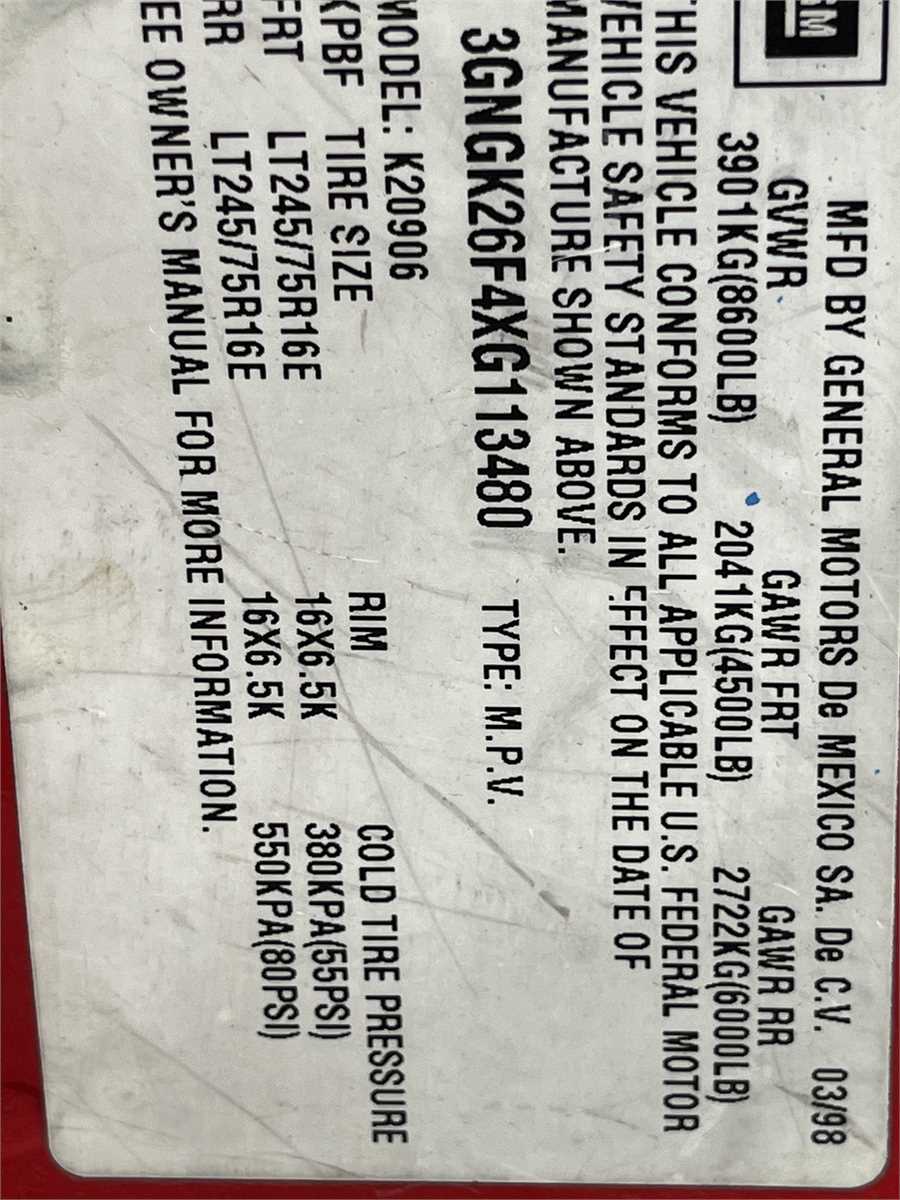 GM
MFD BY GENERAL MOTORS De MEXICO SA. De C.V. 03/98
GVWR GAWR FRT GAWR RR
3901KG(8600LB) 2041KG(4500LB) 2722KG(6000LB)
THIS VEHICLE CONFORMS TO ALL APPLICABLE U.S. FEDERAL MOTOR
VEHICLE SAFETY STANDARDS IN EFFECT ON THE DATE OF
MANUFACTURE SHOWN ABOVE.
3GNGK26F4XG113480 TYPE: M.P.V.
MODEL: K20906
KPBF TIRE SIZE RIM COLD TIRE PRESSURE
FRT LT245/75R16E 16X6.5K 380KPA(55PSI)
RR LT245/75R16E 16X6.5K 550KPA(80PSI)
EE OWNER'S MANUAL FOR MORE INFORMATION.